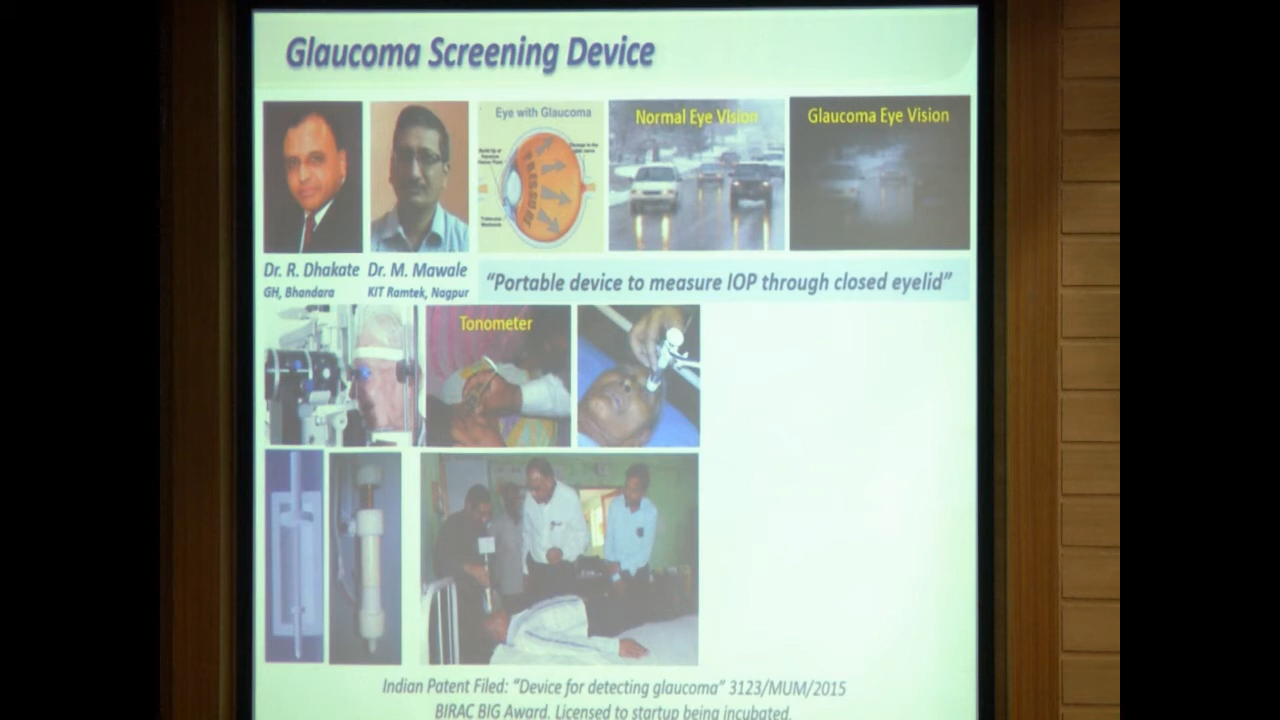 Glaucoma Screening Device
Eye with Glaucoma
Normal Eye Vision
Glaucoma Eye Vision
PRESSURE
Dr. R. Dhakate
GH, Bhandara
Dr. M. Mawale
KIT Ramtek, Nagpur
“Portable device to measure IOP through closed eyelid”
Tonometer
Indian Patent Filed: “Device for detecting glaucoma” 3123/MUM/2015
BIRAC BIG Award. Licensed to startup being incubated.